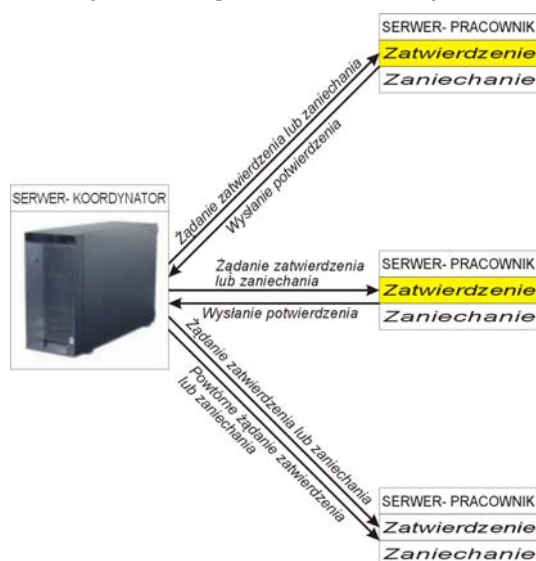 SERWER- PRACOWNIK
Zatwierdzenie
Zaniechanie
Żądanie zatwierdzenia lub zaniechania
Wysłanie potwierdzenia
SERWER- KOORDYNATOR
Żądanie zatwierdzenia
lub zaniechania
Wysłanie potwierdzenia
SERWER- PRACOWNIK
Zatwierdzenie
Zaniechanie
Żądanie zatwierdzenia lub zaniechania
Powtórne żądanie zatwierdzenia
lub zaniechania
SERWER- PRACOWNIK
Zatwierdzenie
Zaniechanie